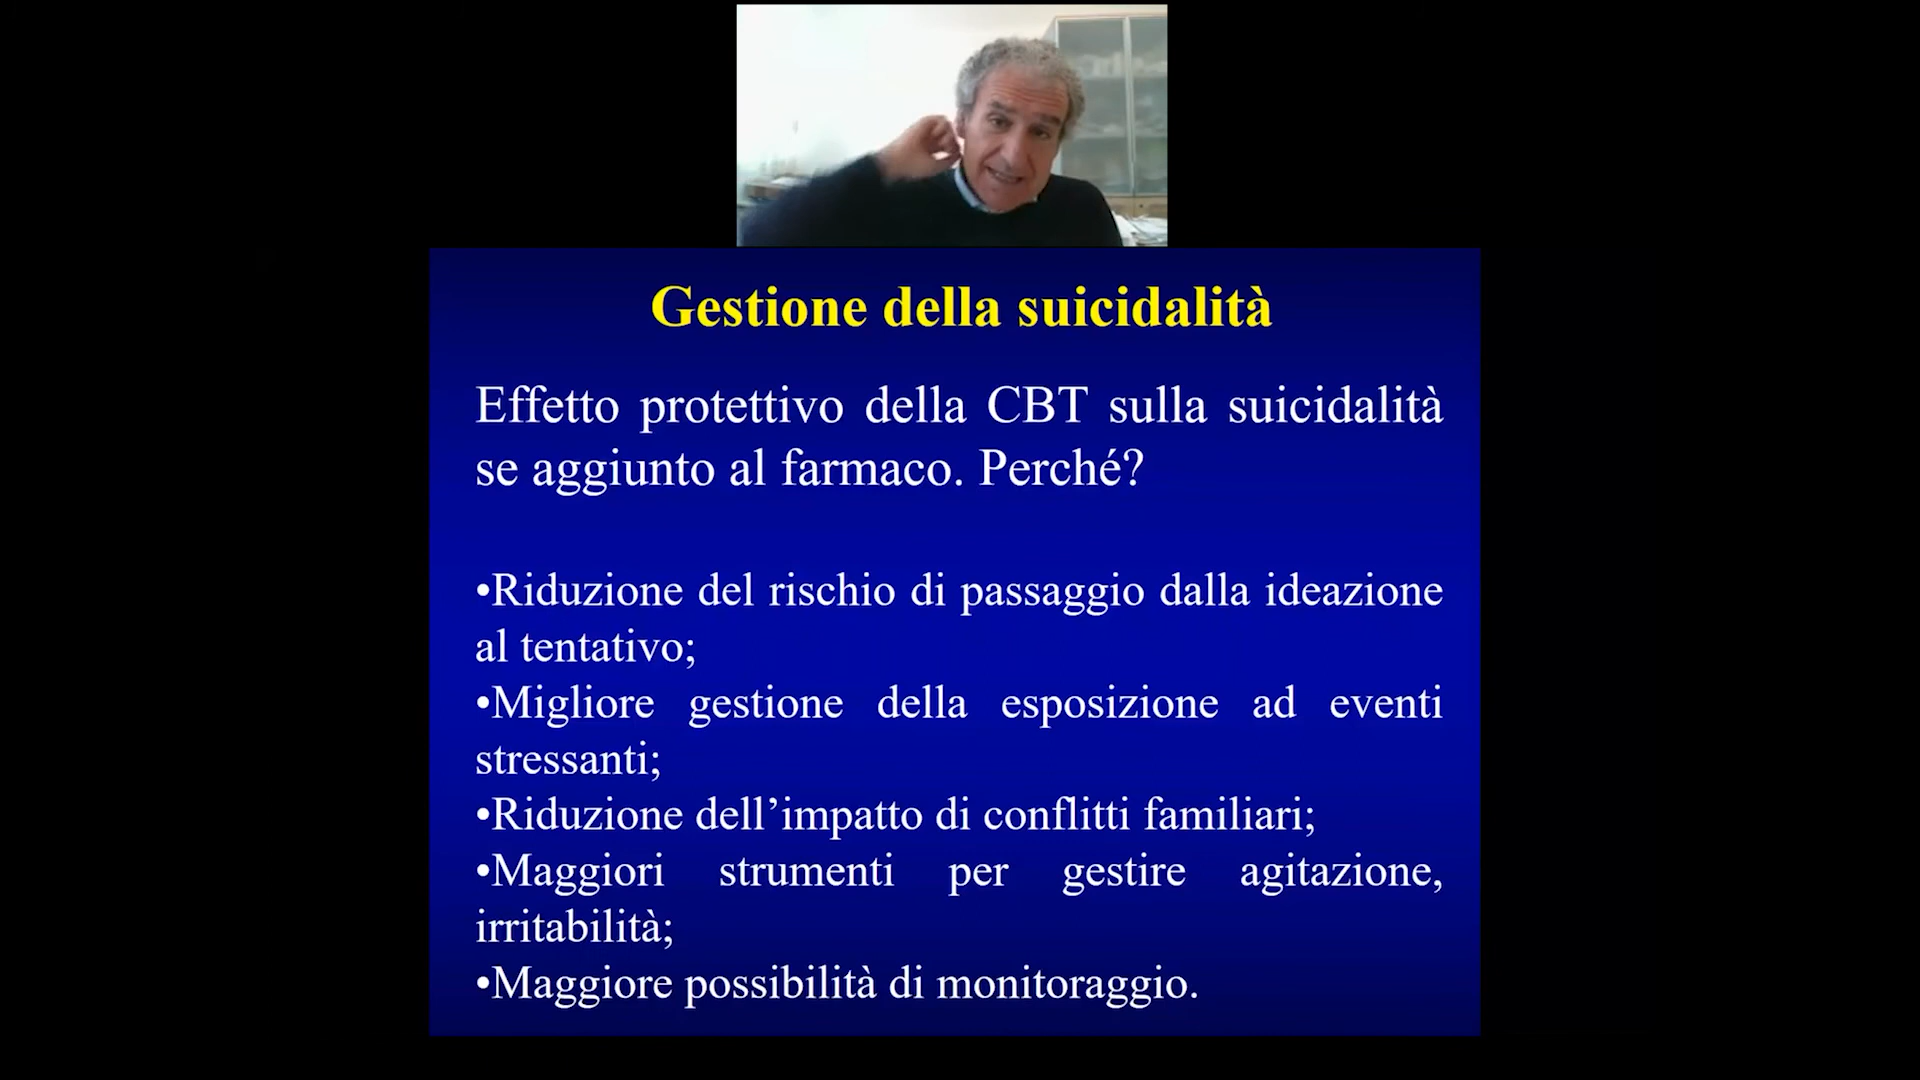 Gestione della suicidalità
Effetto protettivo della CBT sulla suicidalità
se aggiunto al farmaco. Perché?
•Riduzione del rischio di passaggio dalla ideazione
al tentativo;
•Migliore gestione della esposizione ad eventi
stressanti;
•Riduzione dell’impatto di conflitti familiari;
•Maggiori strumenti per gestire agitazione,
irritabilità;
•Maggiore possibilità di monitoraggio.